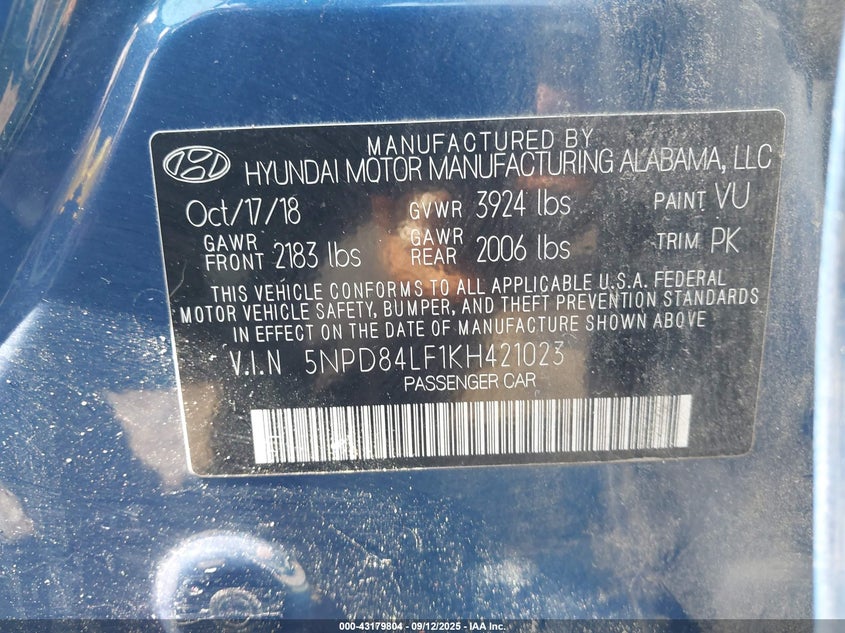 MANUFACTURED BY
HYUNDAI MOTOR MANUFACTURING ALABAMA, LLC
Oct/17/18 GVWR 3924 lbs PAINT VU
GAWR FRONT 2183 lbs GAWR REAR 2006 lbs TRIM PK
THIS VEHICLE CONFORMS TO ALL APPLICABLE U.S.A. FEDERAL
MOTOR VEHICLE SAFETY, BUMPER, AND THEFT PREVENTION STANDARDS
IN EFFECT ON THE DATE OF MANUFACTURE SHOWN ABOVE
V.I.N 5NPD84LF1KH421023
PASSENGER CAR
000-43179804 - 09/12/2025 - IAA Inc.